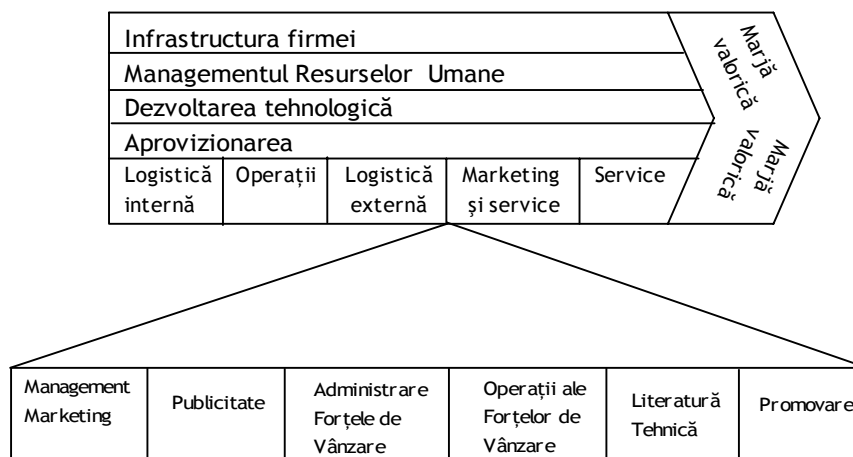 Infrastructura firmei
Managementul Resurselor Umane
Dezvoltarea tehnologică
Aprovizionarea
Marjă
valorică
Marjă
valorică
Logistică
internă
Operații
Logistică
externă
Marketing
şi service
Service
Management
Marketing
Publicitate
Administrare
Forțele de
Vânzare
Operații ale
Forțelor de
Vânzare
Literatură
Tehnică
Promovare